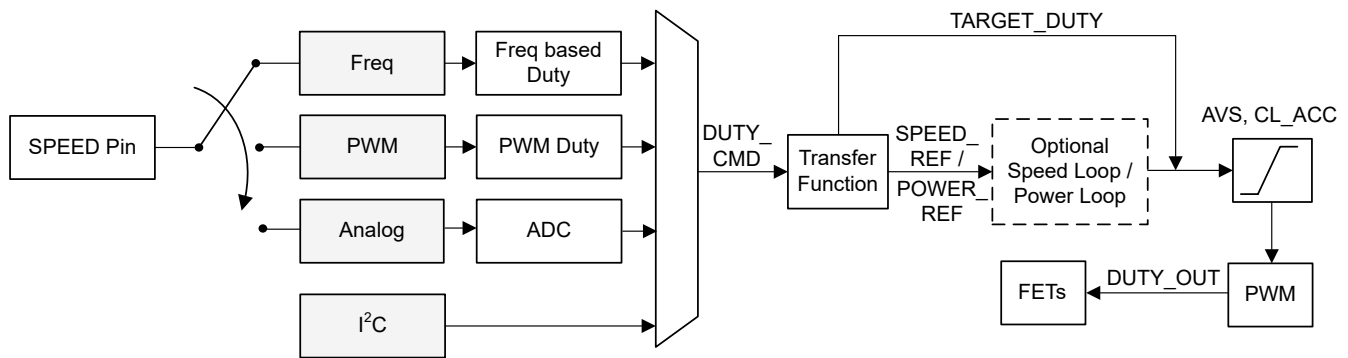 TARGET_DUTY
Freq
Freq based
Duty
AVS, CL_ACC
SPEED Pin
PWM
PWM Duty
DUTY_
CMD
Transfer
Function
SPEED_
REF /
POWER_
REF
Optional
Speed Loop /
Power Loop
Analog
ADC
FETs
DUTY_OUT
PWM
I²C